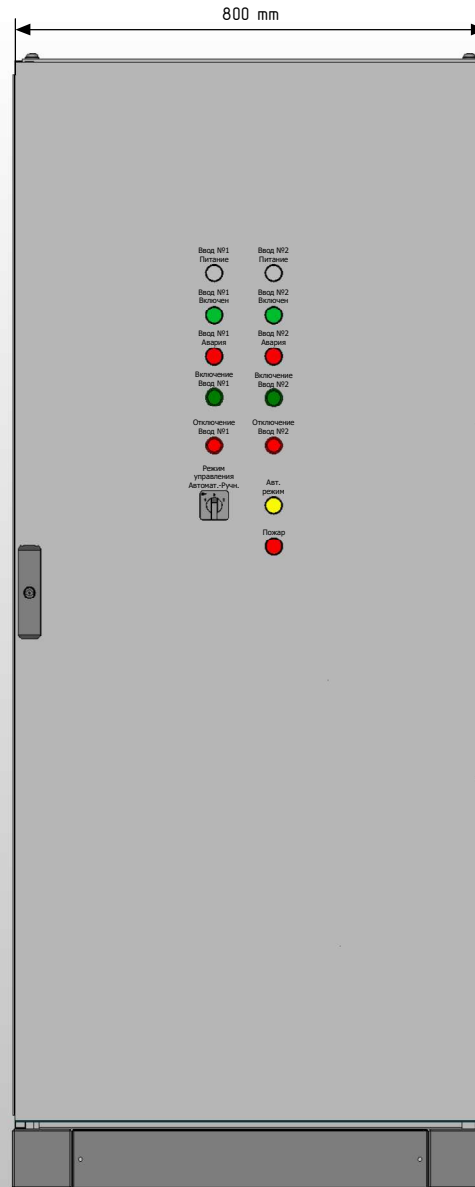 800 mm
Ввод №1
Питание
Ввод №2
Питание
Ввод №1
Включен
Ввод №2
Включен
Ввод №1
Авария
Ввод №2
Авария
Включение
Ввод №1
Включение
Ввод №2
Отключение
Ввод №1
Отключение
Ввод №2
Режим
управления
Автомат.-Ручн.
Авт.
режим
Пожар